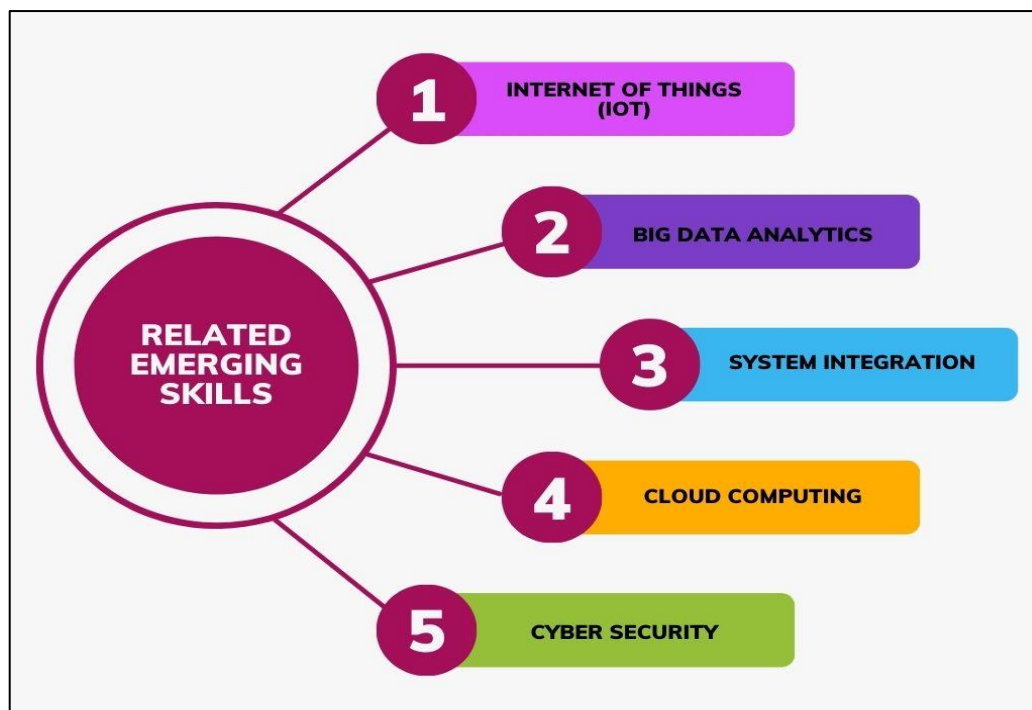 RELATED
EMERGING
SKILLS
1
INTERNET OF THINGS
(IOT)
2
BIG DATA ANALYTICS
3
SYSTEM INTEGRATION
4
CLOUD COMPUTING
5
CYBER SECURITY